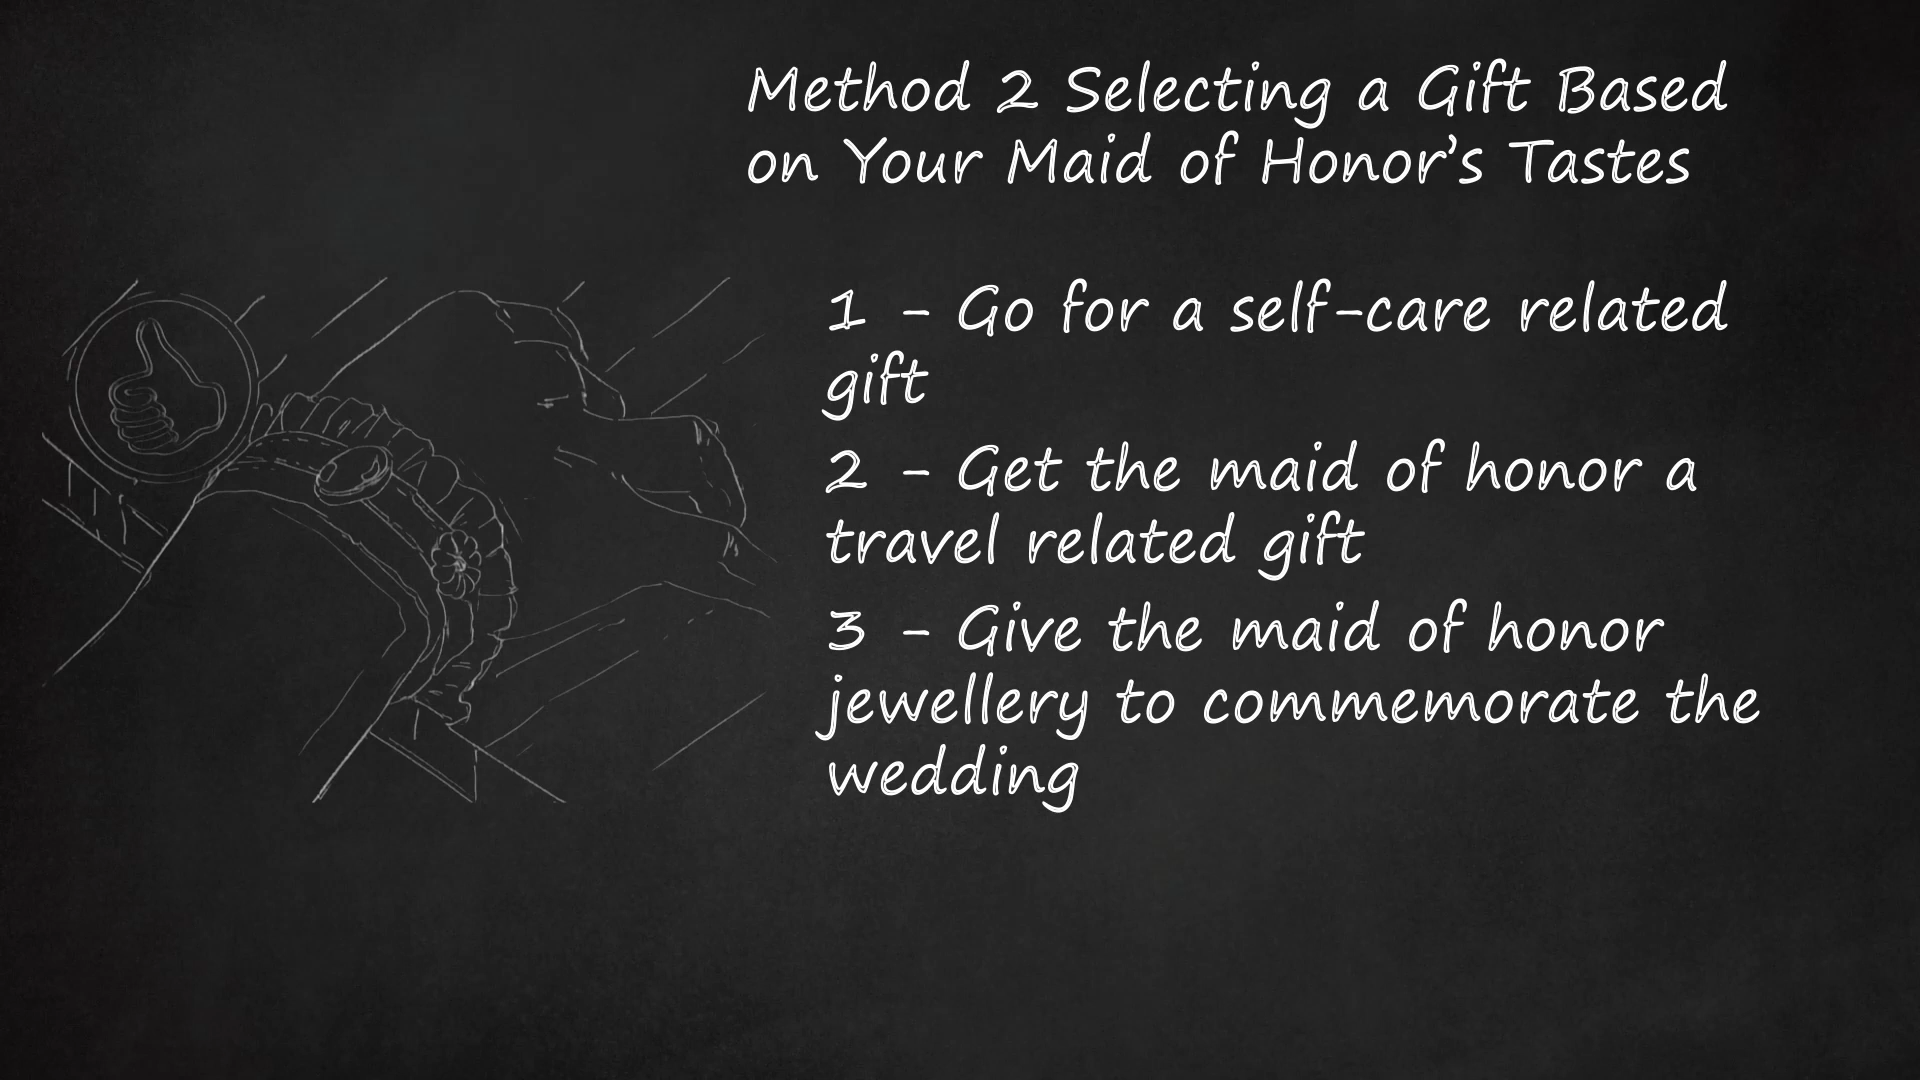 Method 2 Selecting a Gift Based
on Your Maid of Honor’s Tastes
1 - Go for a self-care related
gift
2 - Get the maid of honor a
travel related gift
3 - Give the maid of honor
jewellery to commemorate the
wedding